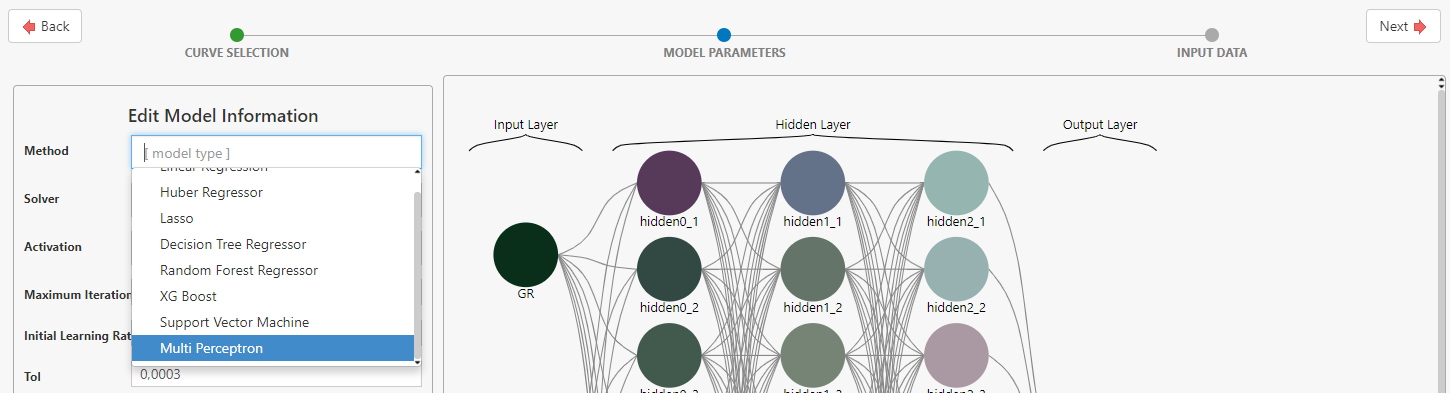 Back
Next
CURVE SELECTION
MODEL PARAMETERS
INPUT DATA
Edit Model Information
Method
[ model type ]
Linear Regression
Huber Regressor
Lasso
Decision Tree Regressor
Random Forest Regressor
XG Boost
Support Vector Machine
Multi Perceptron
Solver
Activation
Maximum Iteration
Initial Learning Rat
Tol
0,0003
Input Layer
Hidden Layer
Output Layer
hidden0_1
hidden1_1
hidden2_1
GR
hidden0_2
hidden1_2
hidden2_2